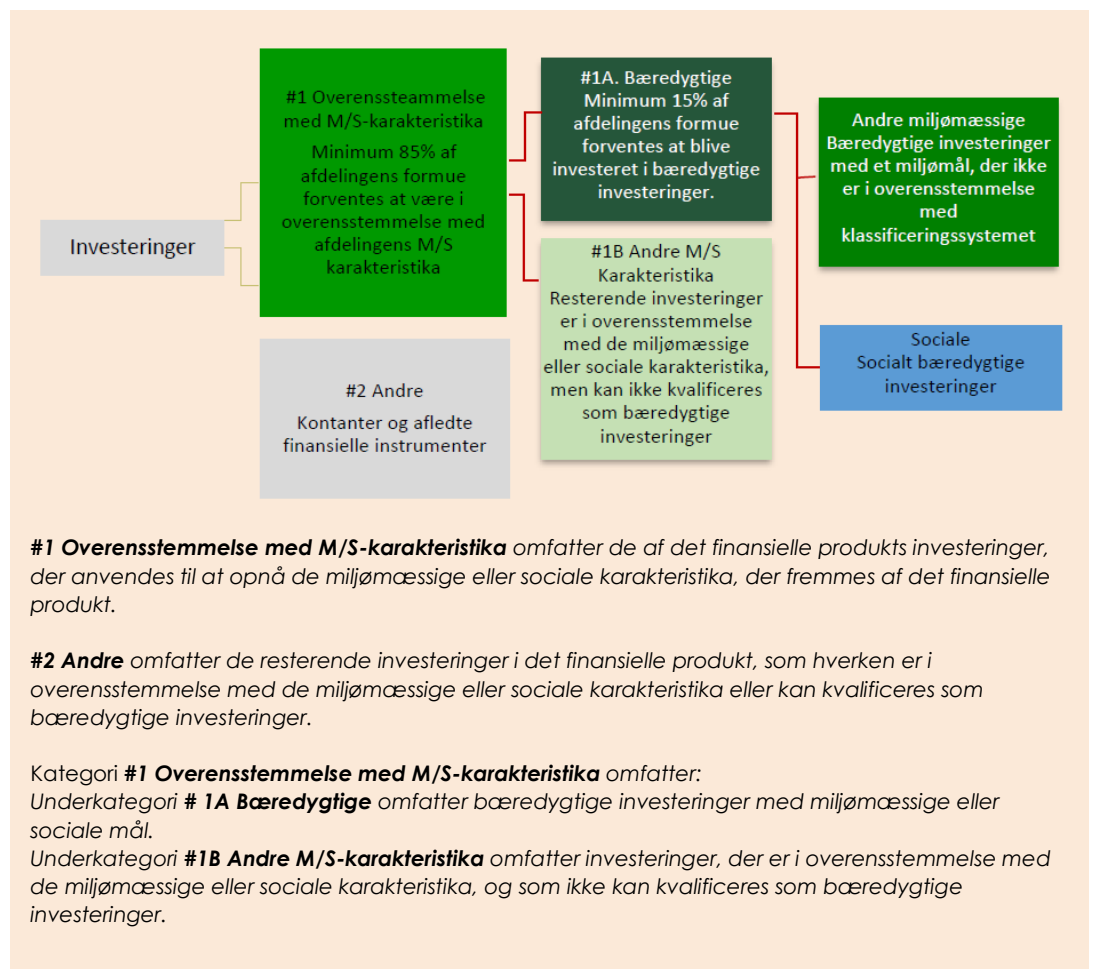 Investeringer
#1 Overenssteammelse
med M/S-karakteristika
Minimum 85% af
afdelingens formue
forventes at være i
overensstemmelse med
afdelingens M/S
karakteristika
#2 Andre
Kontanter og afledte
finansielle instrumenter
#1A. Bæredygtige
Minimum 15% af
afdelingens formue
forventes at blive
investeret i bæredygtige
investeringer.
#1B Andre M/S
Karakteristika
Resterende investeringer
er i overensstemmelse
med de miljømæssige
eller sociale karakteristika,
men kan ikke kvalificeres
som bæredygtige
investeringer
Andre miljømæssige
Bæredygtige investeringer
med et miljømål, der ikke
er i overensstemmelse
med
klassificeringssystemet
Sociale
Socialt bæredygtige
investeringer
#1 Overensstemmelse med M/S-karakteristika omfatter de af det finansielle produkts investeringer,
der anvendes til at opnå de miljømæssige eller sociale karakteristika, der fremmes af det finansielle
produkt.
#2 Andre omfatter de resterende investeringer i det finansielle produkt, som hverken er i
overensstemmelse med de miljømæssige eller sociale karakteristika eller kan kvalificeres som
bæredygtige investeringer.
Kategori #1 Overensstemmelse med M/S-karakteristika omfatter:
Underkategori # 1A Bæredygtige omfatter bæredygtige investeringer med miljømæssige eller
sociale mål.
Underkategori #1B Andre M/S-karakteristika omfatter investeringer, der er i overensstemmelse med
de miljømæssige eller sociale karakteristika, og som ikke kan kvalificeres som bæredygtige
investeringer.